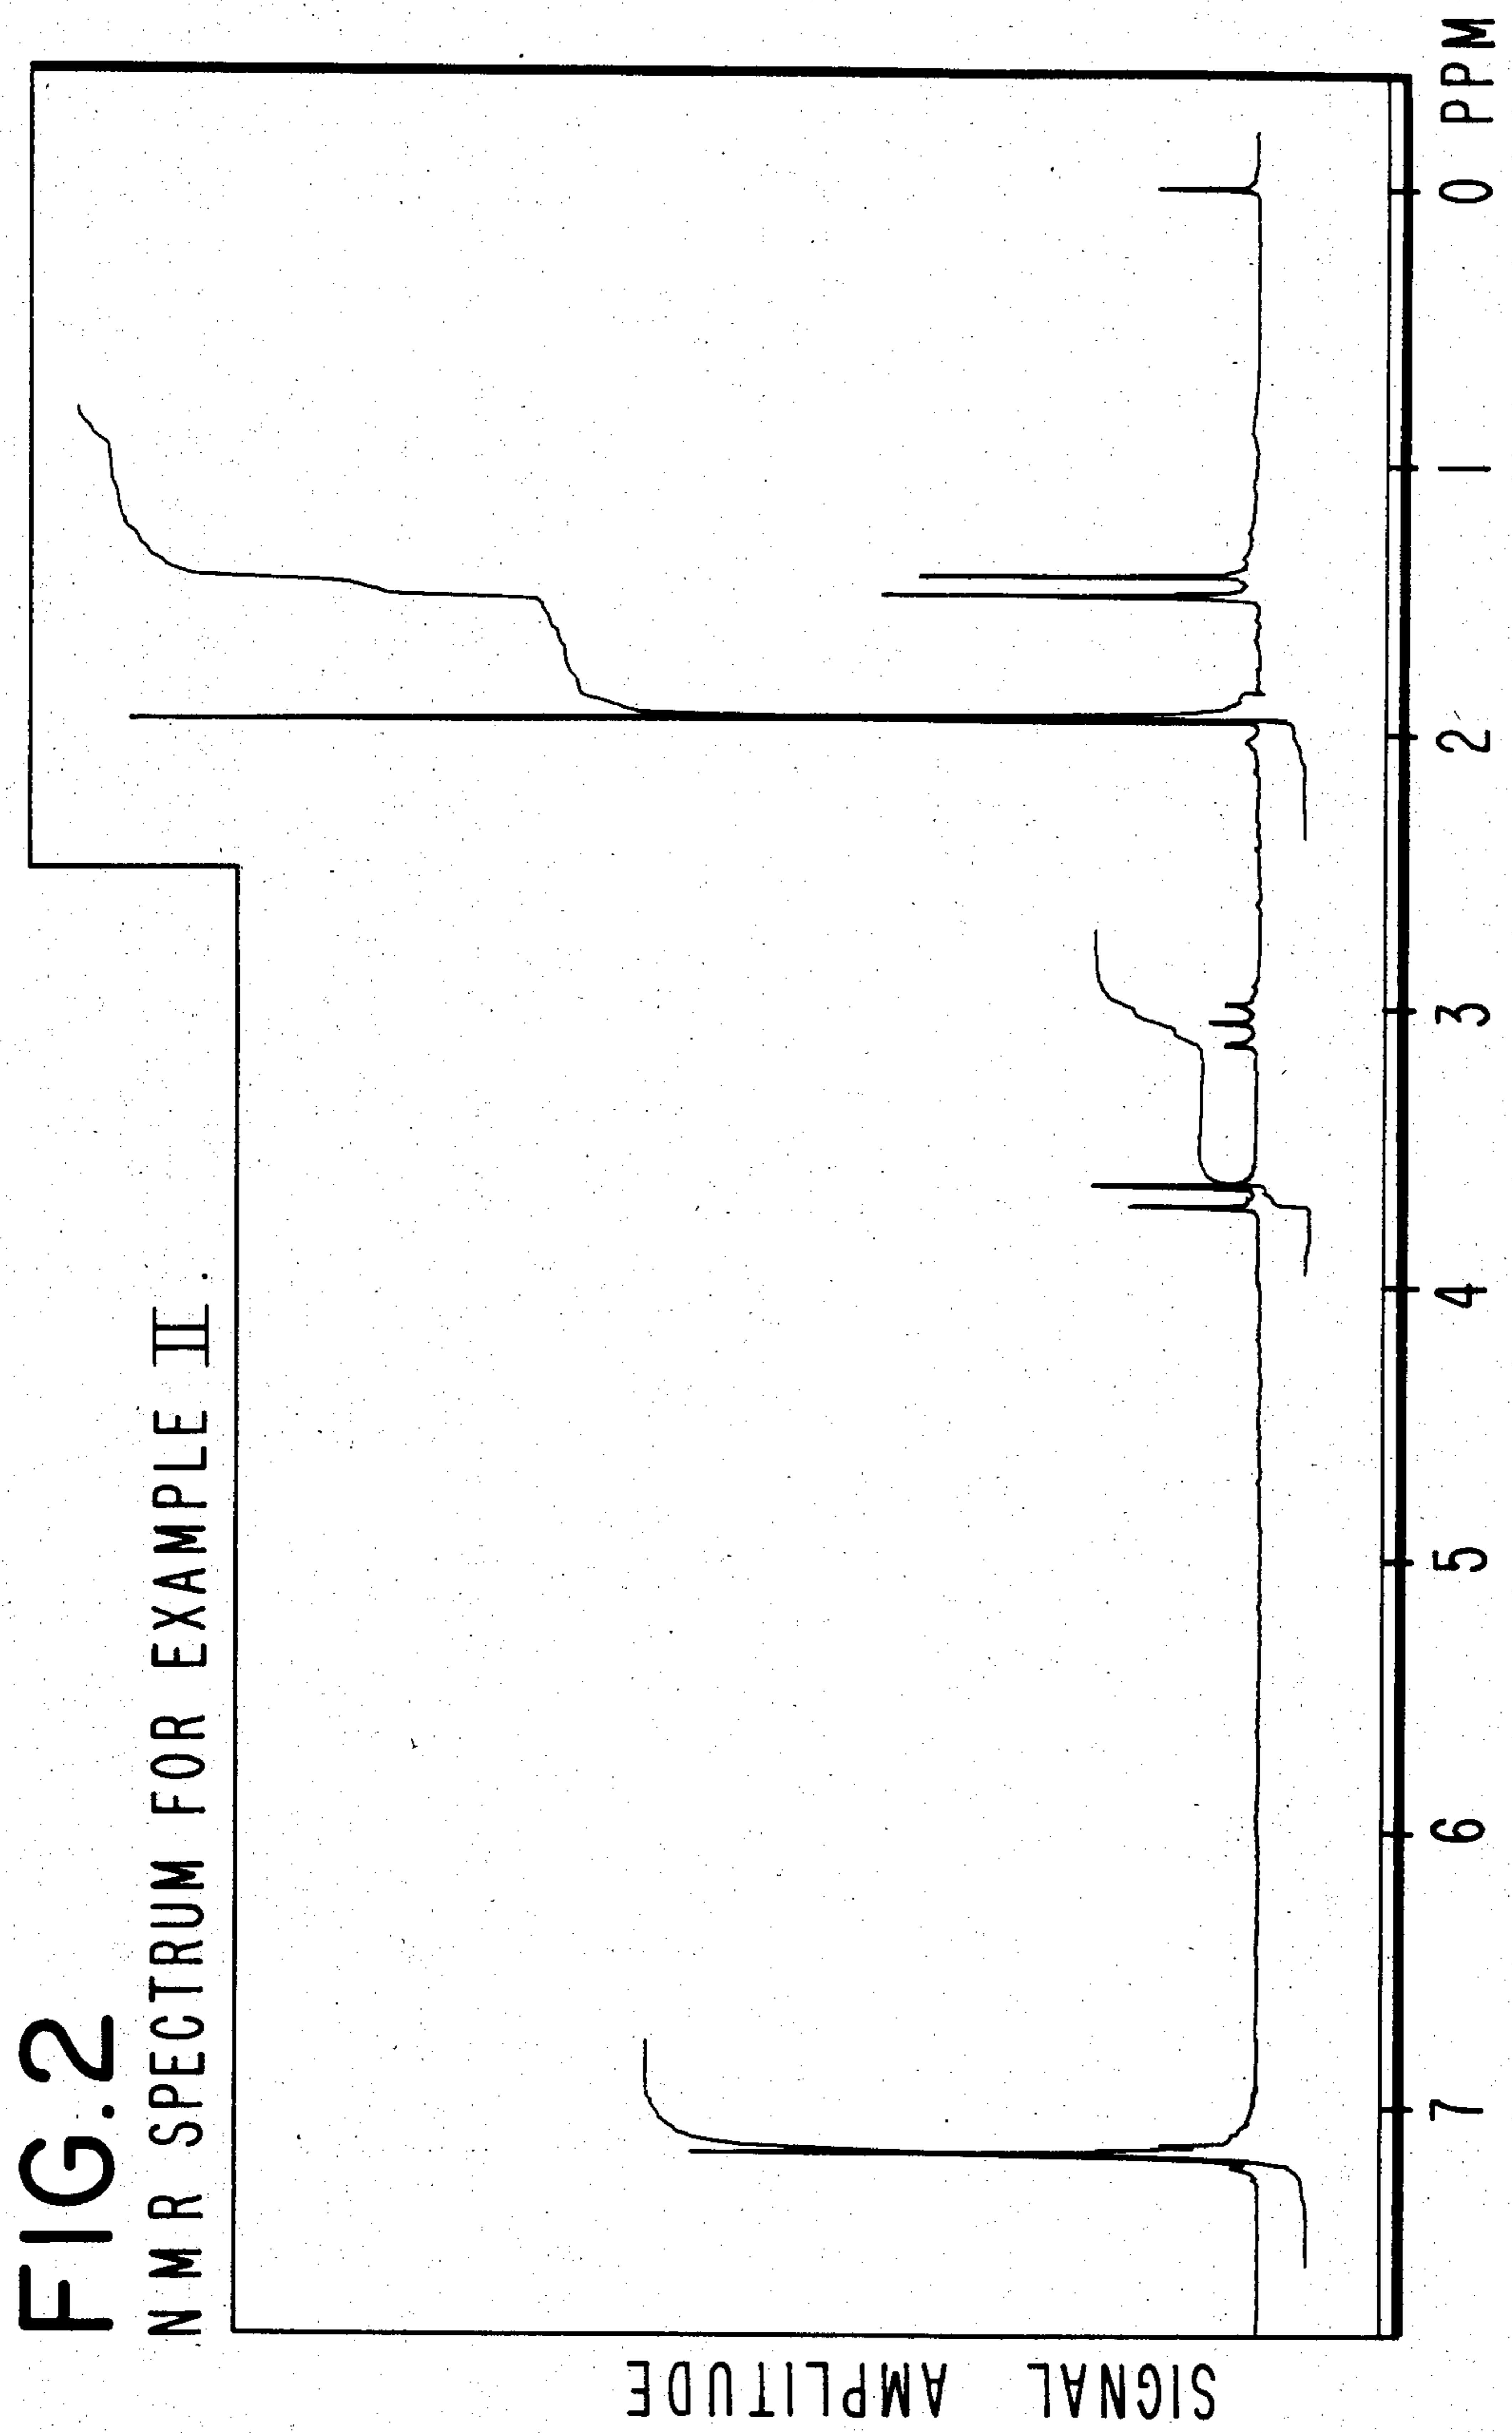 FIG. 2
NMR SPECTRUM FOR EXAMPLE II.
SIGNAL AMPLITUDE
7 6 5 4 3 2 1 0 PPM